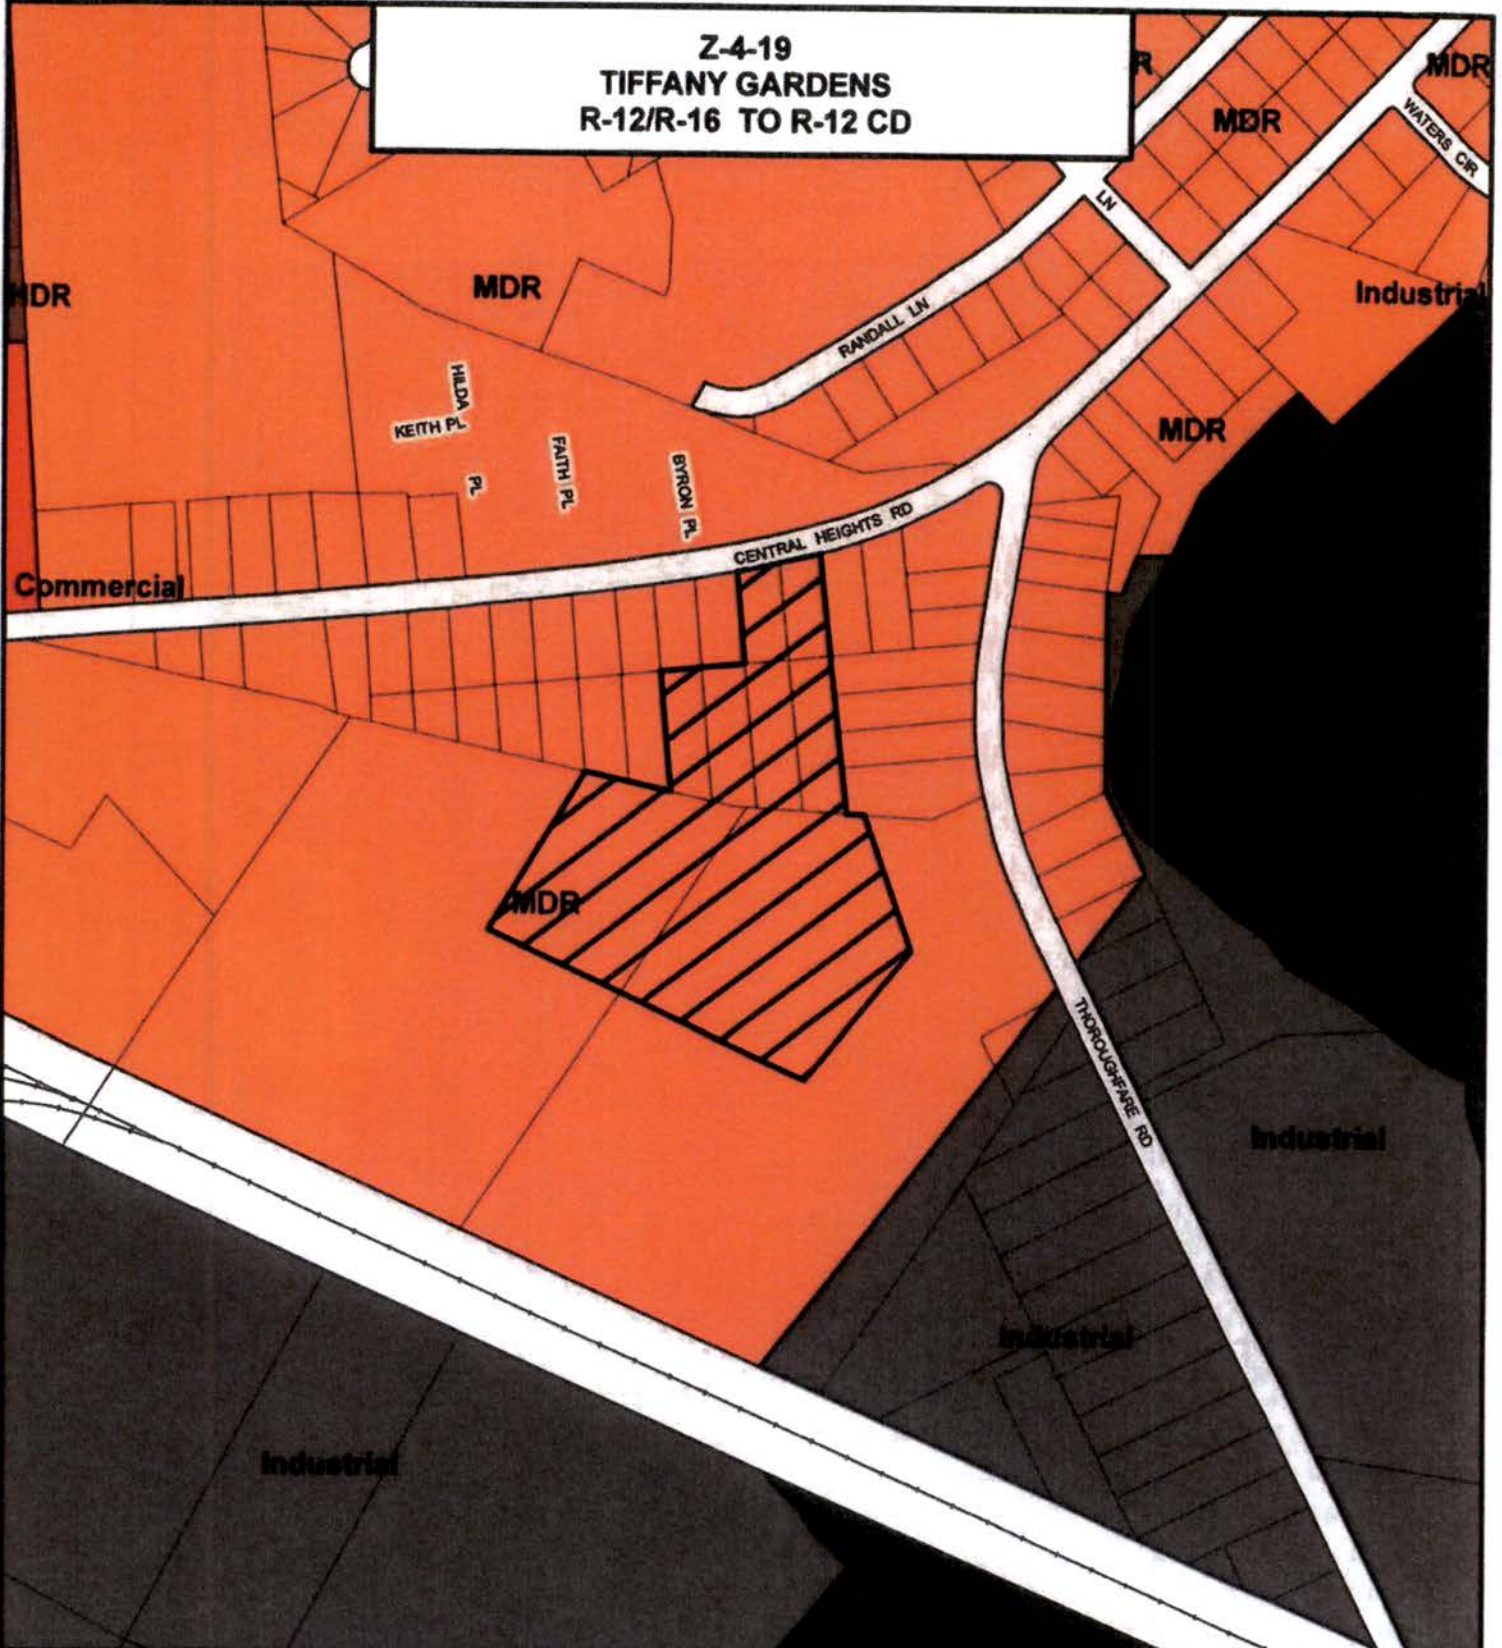 Z-4-19
TIFFANY GARDENS
R-12/R-16 TO R-12 CD
R
MDR
MDR
WATERS CIR
LN
HDR
MDR
Industrial
RANDALL LN
HILDA
PL
KEITH PL
FAITH PL
BYRON PL
MDR
CENTRAL HEIGHTS RD
Commercial
MDR
THOROUGHFARE RD
Industrial
Industrial
Industrial